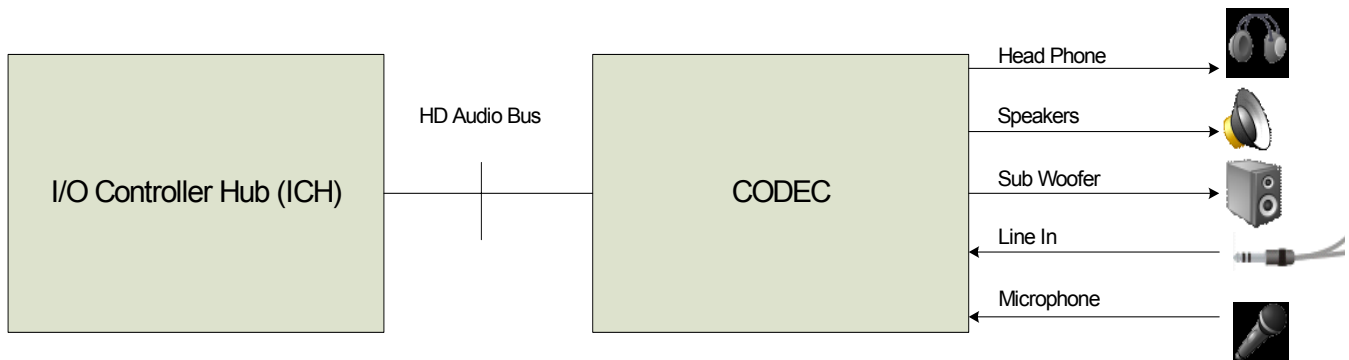 Head Phone
HD Audio Bus
Speakers
I/O Controller Hub (ICH)
CODEC
Sub Woofer
Line In
Microphone